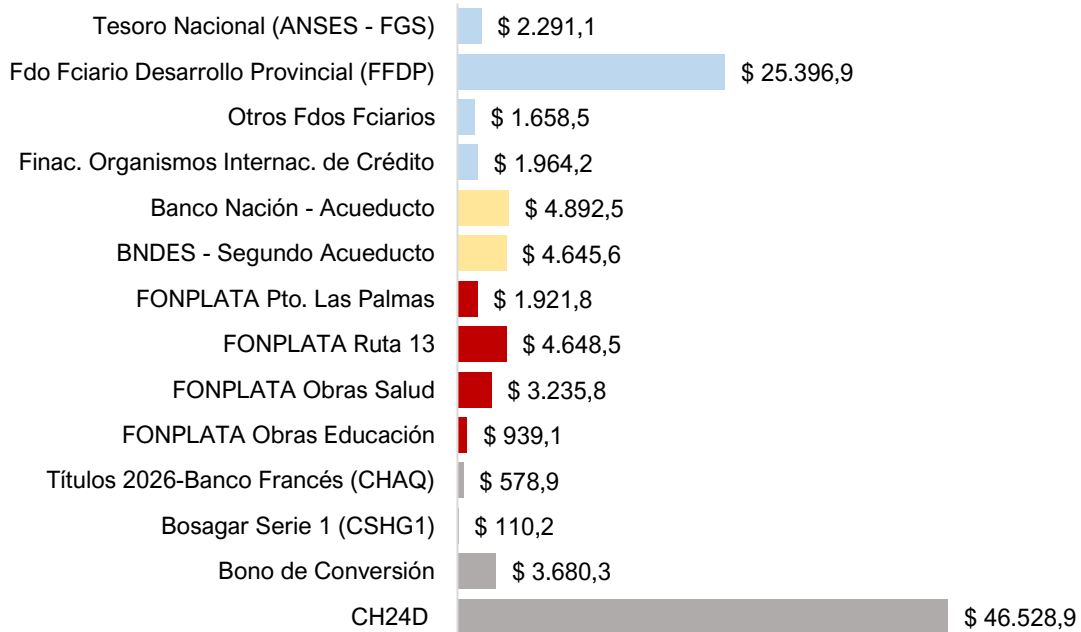 Tesoro Nacional (ANSES - FGS) $ 2.291,1
Fdo Fciario Desarrollo Provincial (FFDP) $ 25.396,9
Otros Fdos Fciarios $ 1.658,5
Finac. Organismos Internac. de Crédito $ 1.964,2
Banco Nación - Acueducto $ 4.892,5
BNDES - Segundo Acueducto $ 4.645,6
FONPLATA Pto. Las Palmas $ 1.921,8
FONPLATA Ruta 13 $ 4.648,5
FONPLATA Obras Salud $ 3.235,8
FONPLATA Obras Educación $ 939,1
Títulos 2026-Banco Francés (CHAQ) $ 578,9
Bosagar Serie 1 (CSHG1) $ 110,2
Bono de Conversión $ 3.680,3
CH24D $ 46.528,9